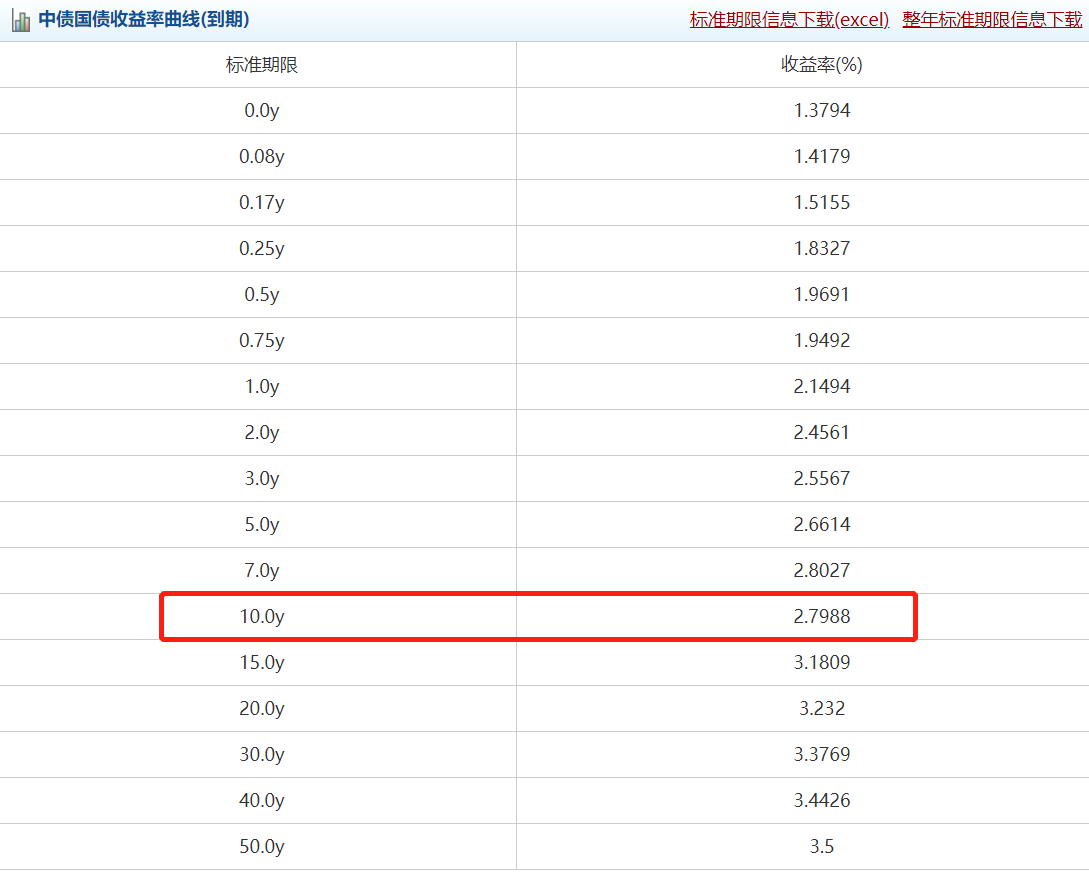 中债国债收益率曲线(到期) 标准期限信息下载(excel) 整年标准期限信息下载
标准期限 收益率(%)
0.0y 1.3794
0.08y 1.4179
0.17y 1.5155
0.25y 1.8327
0.5y 1.9691
0.75y 1.9492
1.0y 2.1494
2.0y 2.4561
3.0y 2.5567
5.0y 2.6614
7.0y 2.8027
10.0y 2.7988
15.0y 3.1809
20.0y 3.232
30.0y 3.3769
40.0y 3.4426
50.0y 3.5